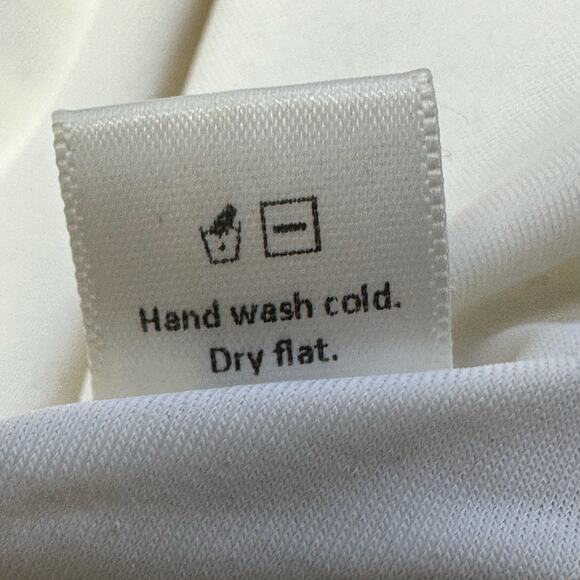 Hand wash cold.
Dry flat.